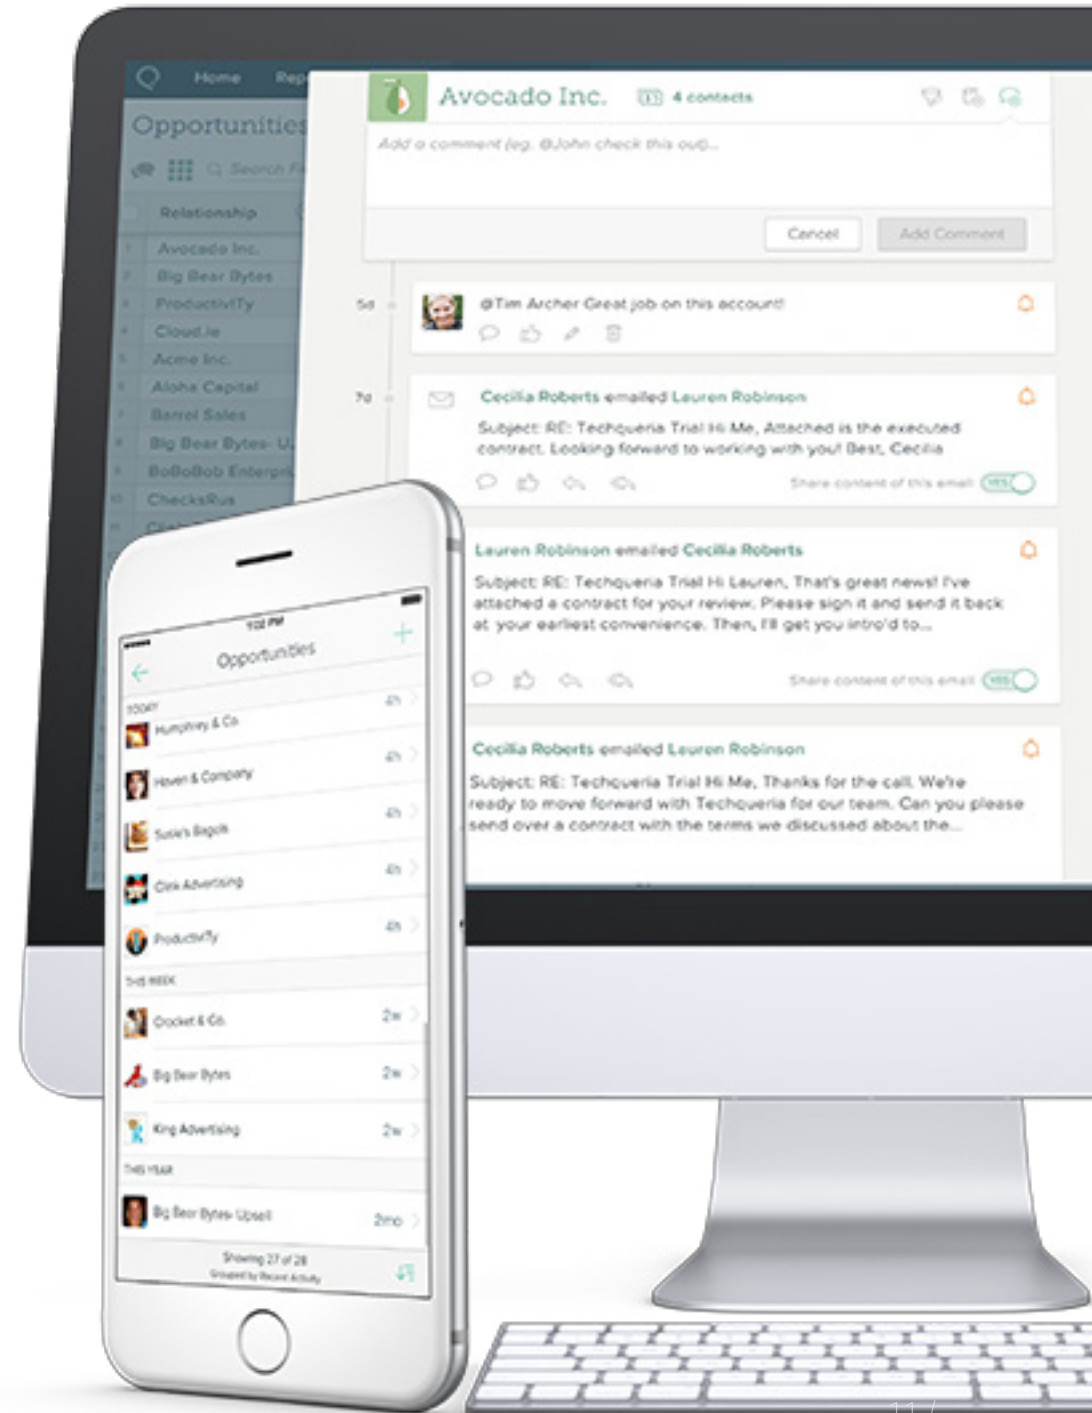 Home
Opportunities
Search
Relationship
Avocado Inc.
Big Bear Bytes
ProductiviTy
Cloud.ie
Acme Inc.
Aloha Capital
Barrel Sales
Big Bear Bytes- U
BoBoBob Enterpri
ChecksRus
Avocado Inc. 4 contacts
Add a comment (eg. @John check this out)...
Cancel Add Comment
5d @Tim Archer Great job on this account!
7d Cecilia Roberts emailed Lauren Robinson
Subject: RE: Techqueria Trial Hi Me, Attached is the executed
contract. Looking forward to working with you! Best, Cecilia
Share content of this email YES
Lauren Robinson emailed Cecilia Roberts
Subject: RE: Techqueria Trial Hi Lauren, That's great news! I've
attached a contract for your review. Please sign it and send it back
at your earliest convenience. Then, I'll get you intro'd to...
Share content of this email YES
Cecilia Roberts emailed Lauren Robinson
Subject: RE: Techqueria Trial Hi Me, Thanks for the call. We're
ready to move forward with Techqueria for our team. Can you please
send over a contract with the terms we discussed about the...
PM
Opportunities
TODAY
Humphrey & Co. 4h
Haven & Company 4h
Susie's Bagels 4h
Clink Advertising 4h
ProductiviTy 4h
THIS WEEK
Crocket & Co. 2w
Big Bear Bytes 2w
King Advertising 2w
THIS YEAR
Big Bear Bytes- Upsell 2mo
Showing 27 of 28
Grouped by Recent Activity